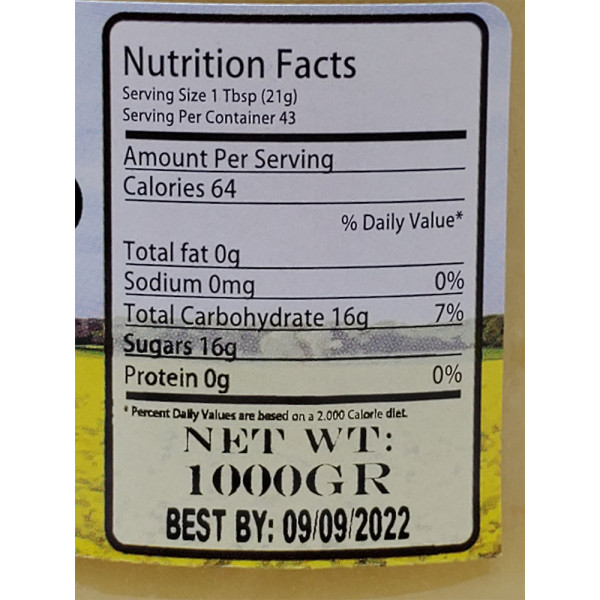 Nutrition Facts
Serving Size 1 Tbsp (21g)
Serving Per Container 43
Amount Per Serving
Calories 64
% Daily Value*
Total fat 0g
Sodium 0mg 0%
Total Carbohydrate 16g 7%
Sugars 16g
Protein 0g 0%
* Percent Daily Values are based on a 2.000 Calorie diet.
NET WT:
1000GR
BEST BY: 09/09/2022